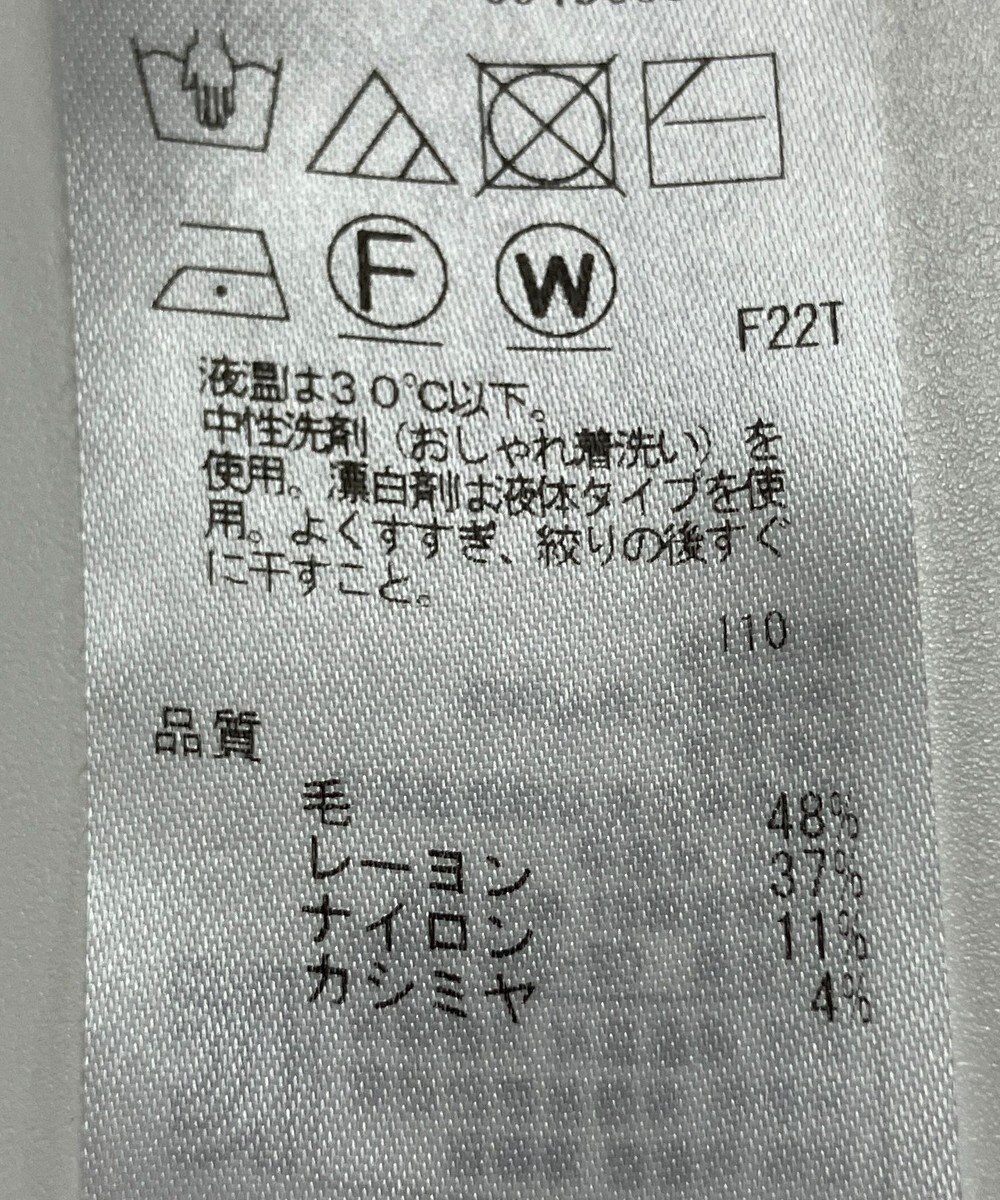 F
W
F22T
液温は30℃以下。
中性洗剤（おしゃれ着洗い）を
使用。漂白剤は液体タイプを使
用。よくすすぎ、絞りの後すぐ
に干すこと。
110
品質
毛 48%
レーヨン 37%
ナイロン 11%
カシミヤ 4%